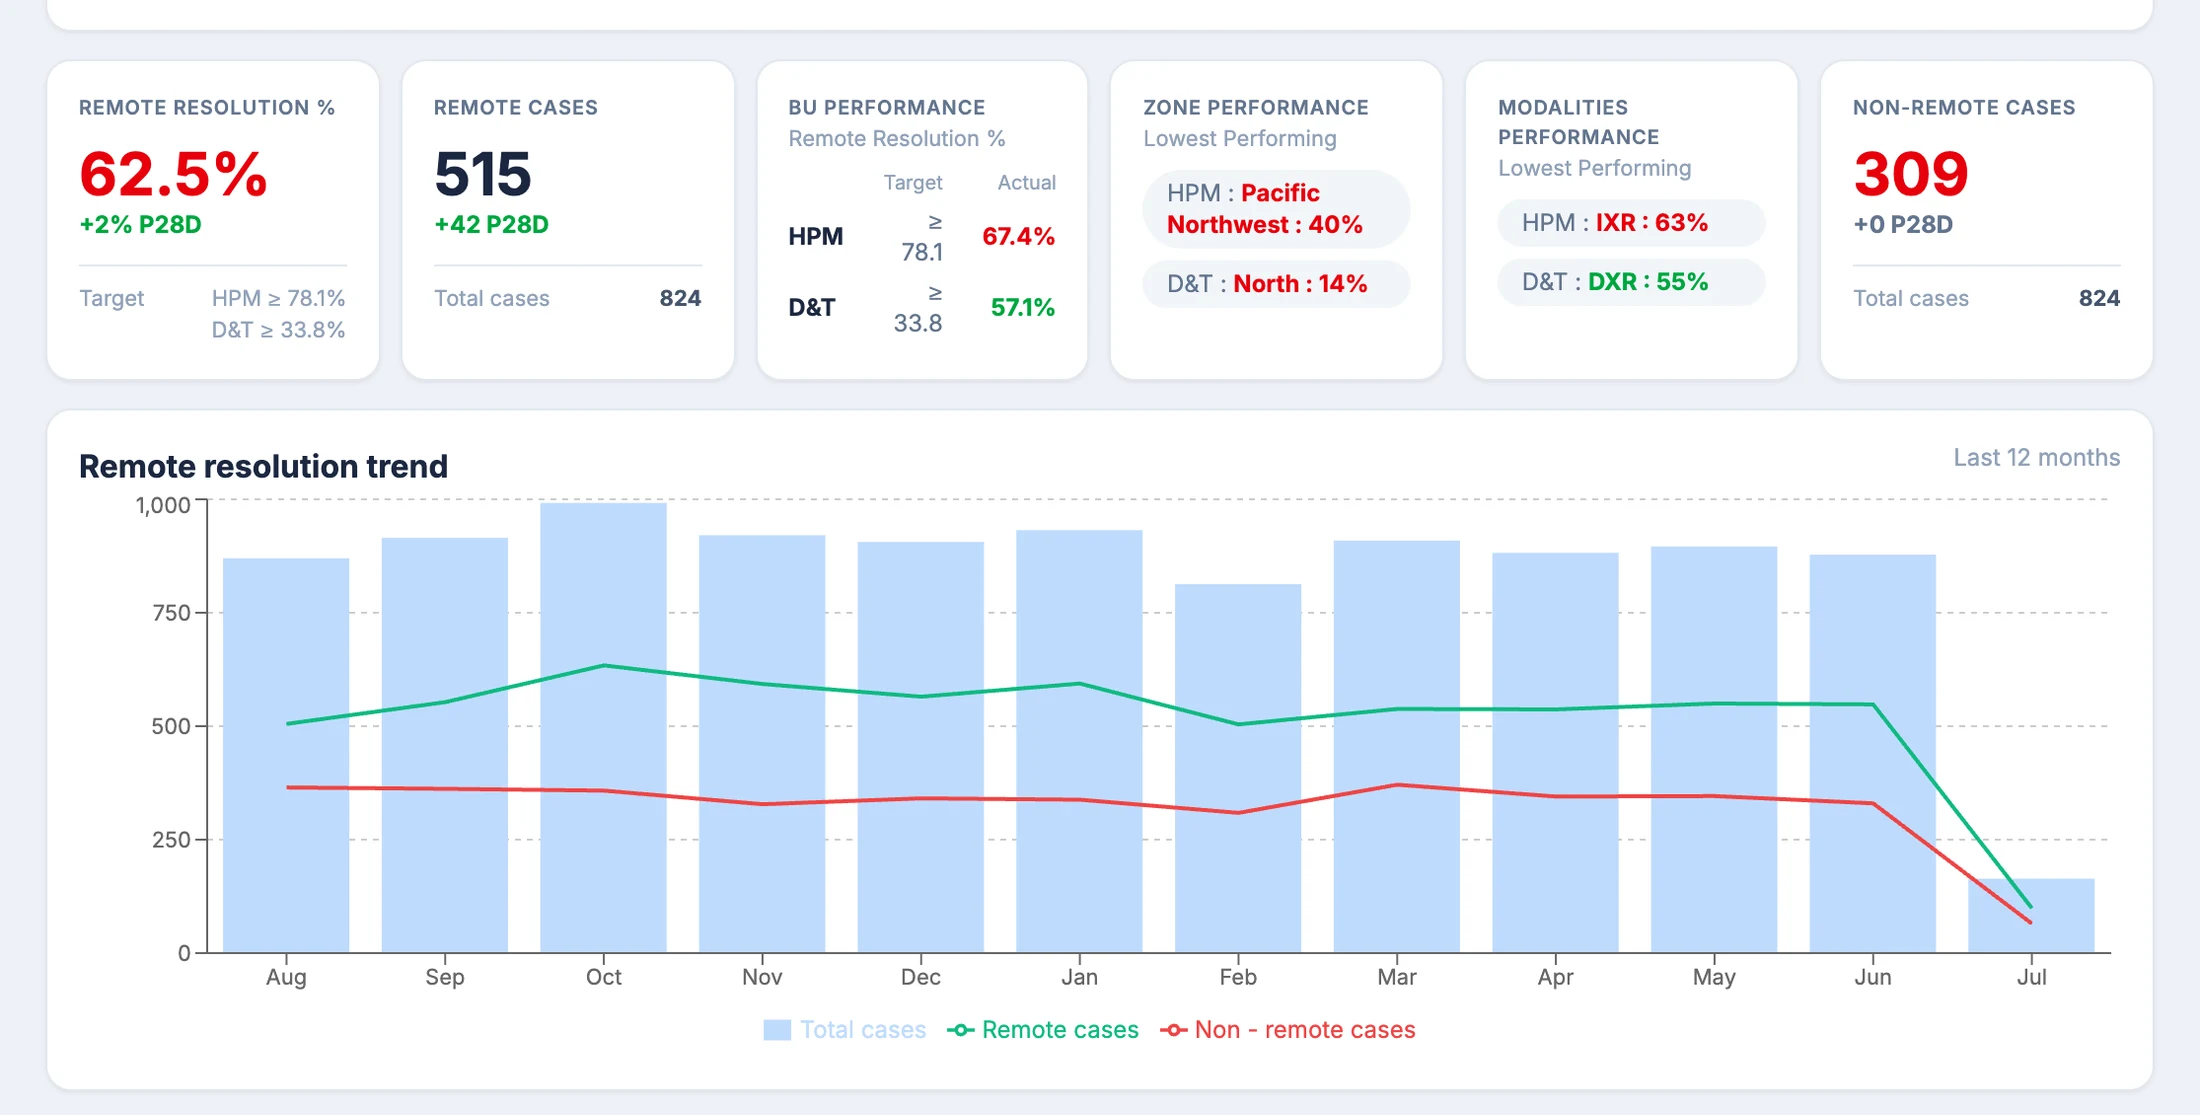 REMOTE RESOLUTION %
62.5%
+2% P28D
Target HPM ≥ 78.1%
D&T ≥ 33.8%
REMOTE CASES
515
+42 P28D
Total cases 824
BU PERFORMANCE
Remote Resolution %
Target Actual
HPM ≥ 78.1 67.4%
D&T ≥ 33.8 57.1%
ZONE PERFORMANCE
Lowest Performing
HPM : Pacific
Northwest : 40%
D&T : North : 14%
MODALITIES
PERFORMANCE
Lowest Performing
HPM : IXR : 63%
D&T : DXR : 55%
NON-REMOTE CASES
309
+0 P28D
Total cases 824
Remote resolution trend
Last 12 months
1,000
750
500
250
0
Aug Sep Oct Nov Dec Jan Feb Mar Apr May Jun Jul
Total cases Remote cases Non - remote cases